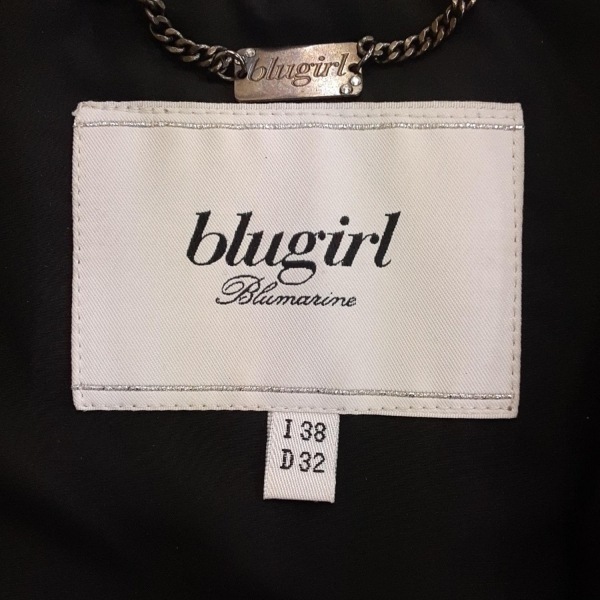 blugirl
blugirl
Blumarine
I 38
D 32